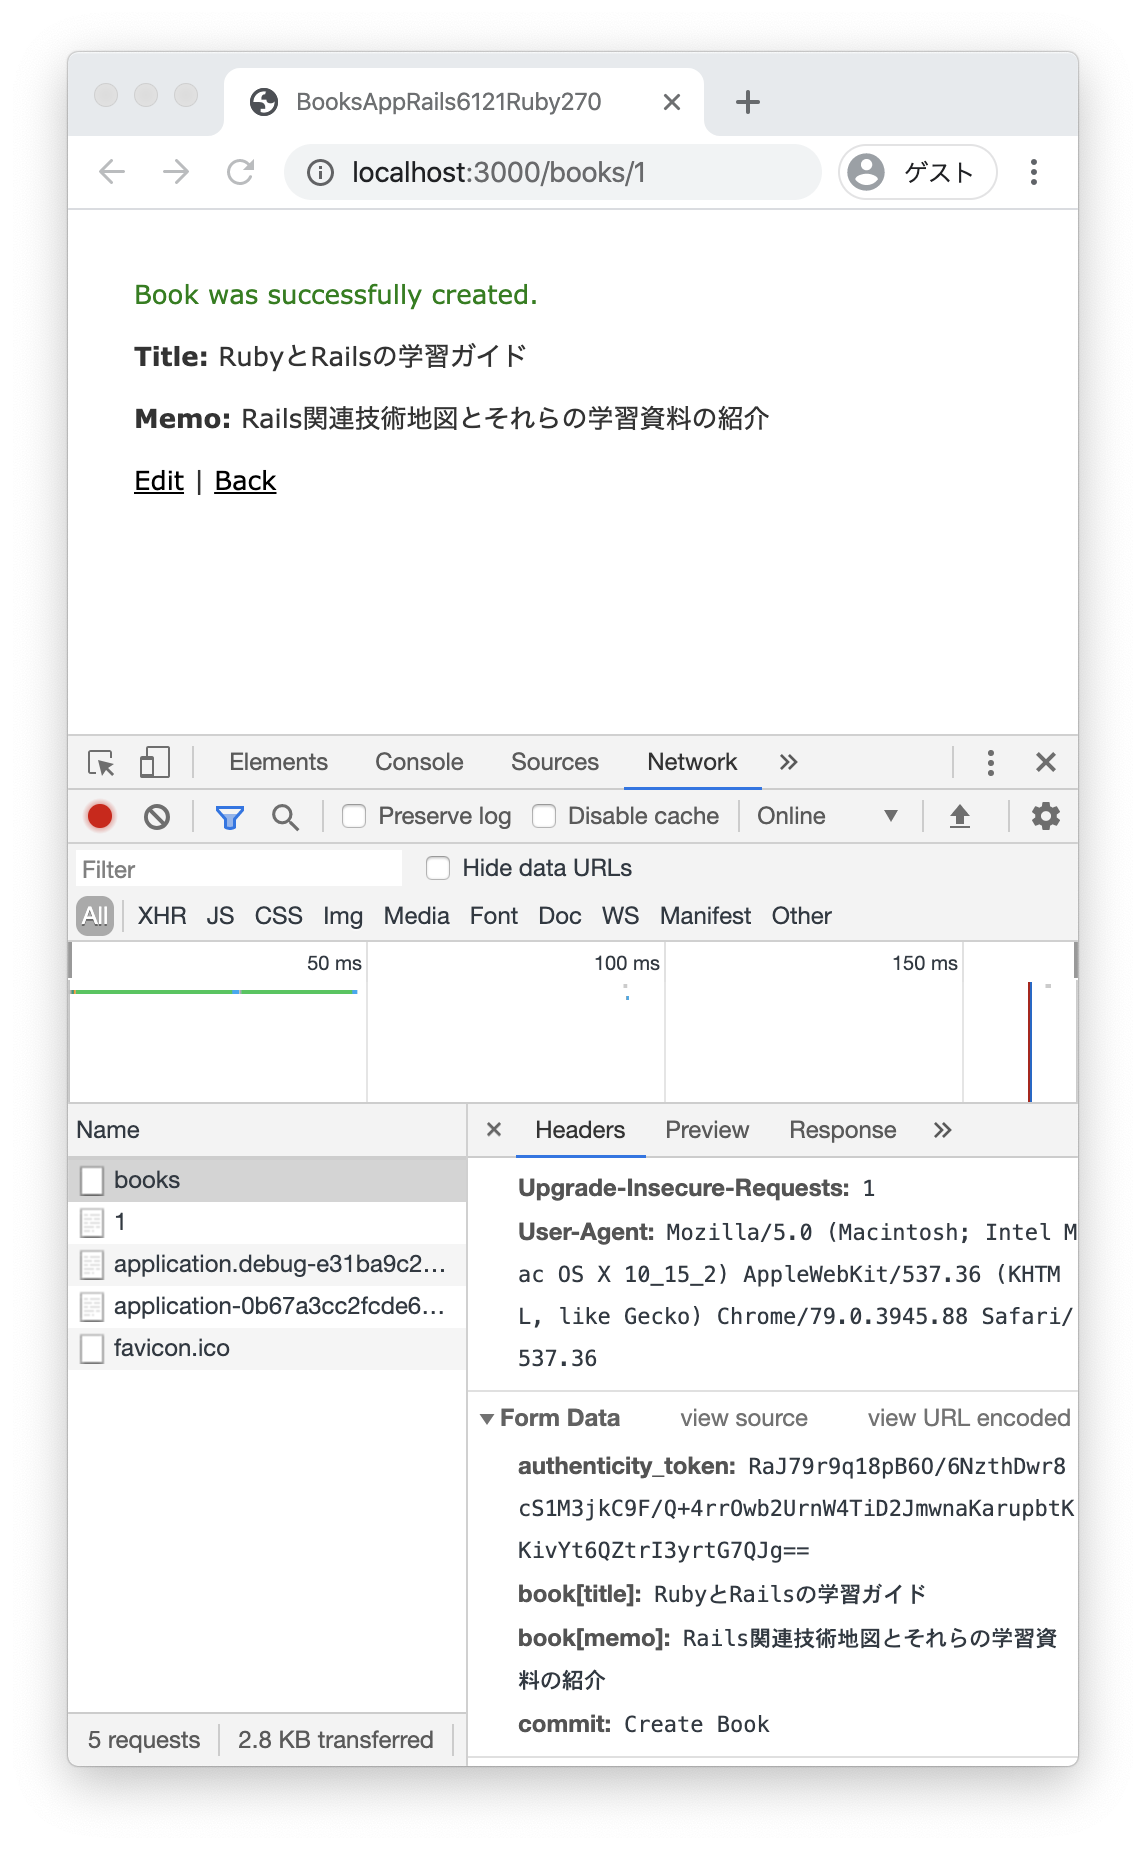 BooksAppRails6121Ruby270
localhost:3000/books/1
ゲスト
Book was successfully created.
Title: RubyとRailsの学習ガイド
Memo: Rails関連技術地図とそれらの学習資料の紹介
Edit | Back
Elements Console Sources Network
Preserve log Disable cache Online
Filter Hide data URLs
All XHR JS CSS Img Media Font Doc WS Manifest Other
50 ms 100 ms 150 ms
Name
books
1
application.debug-e31ba9c2...
application-0b67a3cc2fcde6...
favicon.ico
5 requests 2.8 KB transferred
Headers Preview Response
Upgrade-Insecure-Requests: 1
User-Agent: Mozilla/5.0 (Macintosh; Intel M
ac OS X 10_15_2) AppleWebKit/537.36 (KHTM
L, like Gecko) Chrome/79.0.3945.88 Safari/
537.36
Form Data view source view URL encoded
authenticity_token: RaJ79r9q18pB6O/6NzthDwr8
cS1M3jkC9F/Q+4rrOwb2UrnW4TiD2JmwnaKarupbtK
KivYt6QZtrI3yrtG7QJg==
book[title]: RubyとRailsの学習ガイド
book[memo]: Rails関連技術地図とそれらの学習資
料の紹介
commit: Create Book